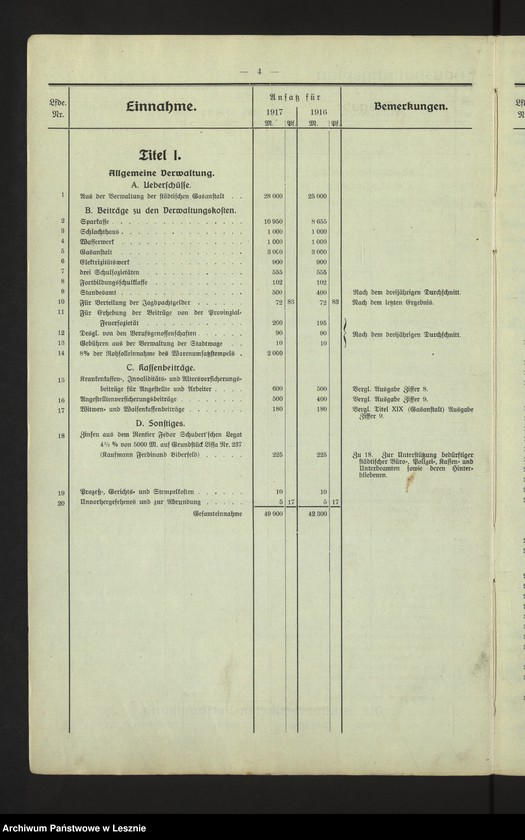 — 4 —
Lfde. Nr.
Einnahme.
Ansatz für
1917 1916
M. Pf. M. Pf.
Bemerkungen.
Titel I.
Allgemeine Verwaltung.
A. Ueberschüsse.
1 Aus der Verwaltung der städtischen Gasanstalt . . 28 000 25 000
B. Beiträge zu den Verwaltungskosten.
2 Sparkasse . . . . . . . . . . . . 10 950 8 655
3 Schlachthaus . . . . . . . . . . . 1 000 1 000
4 Wasserwerk . . . . . . . . . . . 1 000 1 000
5 Gasanstalt . . . . . . . . . . . 3 000 3 000
6 Elektrizitätswerk . . . . . . . . . . 900 900
7 drei Schulsozietäten . . . . . . . . . 555 555
8 Fortbildungsschulkasse . . . . . . . . 102 102
9 Standesamt . . . . . . . . . . . 500 400 Nach dem dreijährigen Durchschnitt.
10 Für Verteilung der Jagdpachtgelder . . . . . 72 83 72 83 Nach dem letzten Ergebnis.
11 Für Erhebung der Beiträge von der Provinzial-
Feuersozietät . . . . . . . . . . 200 195
12 Desgl. von den Berufsgenossenschaften . . . . 90 90 Nach dem dreijährigen Durchschnitt.
13 Gebühren aus der Verwaltung der Stadtwage . . 10 10
14 8% der Rohsolleinnahme des Warenumsatzstempels . 2 000
C. Kassenbeiträge.
15 Krankenkassen-, Invaliditäts- und Altersversicherungs-
beiträge für Angestellte und Arbeiter . . . . 600 500 Vergl. Ausgabe Ziffer 8.
16 Angestelltenversicherungsbeiträge . . . . . . 500 400 Vergl. Ausgabe Ziffer 9.
17 Witwen- und Waisenkassenbeiträge . . . . . 180 180 Vergl. Titel XIX (Gasanstalt) Ausgabe
Ziffer 9.
D. Sonstiges.
18 Zinsen aus dem Rentier Fedor Schubert'schen Legat
4½ % von 5000 M. auf Grundstück Lissa Nr. 237
(Kaufmann Ferdinand Biberfeld) . . . . . 225 225 Zu 18. Zur Unterstützung bedürftiger
städtischer Büro-, Polizei-, Kassen- und
Unterbeamten sowie deren Hinter-
bliebenen.
19 Prozeß-, Gerichts- und Stempelkosten . . . . . 10 10
20 Unvorhergesehenes und zur Abrundung . . . . . 5 17 5 17
Gesamteinnahme 49 900 42 300
Archiwum Państwowe w Lesznie